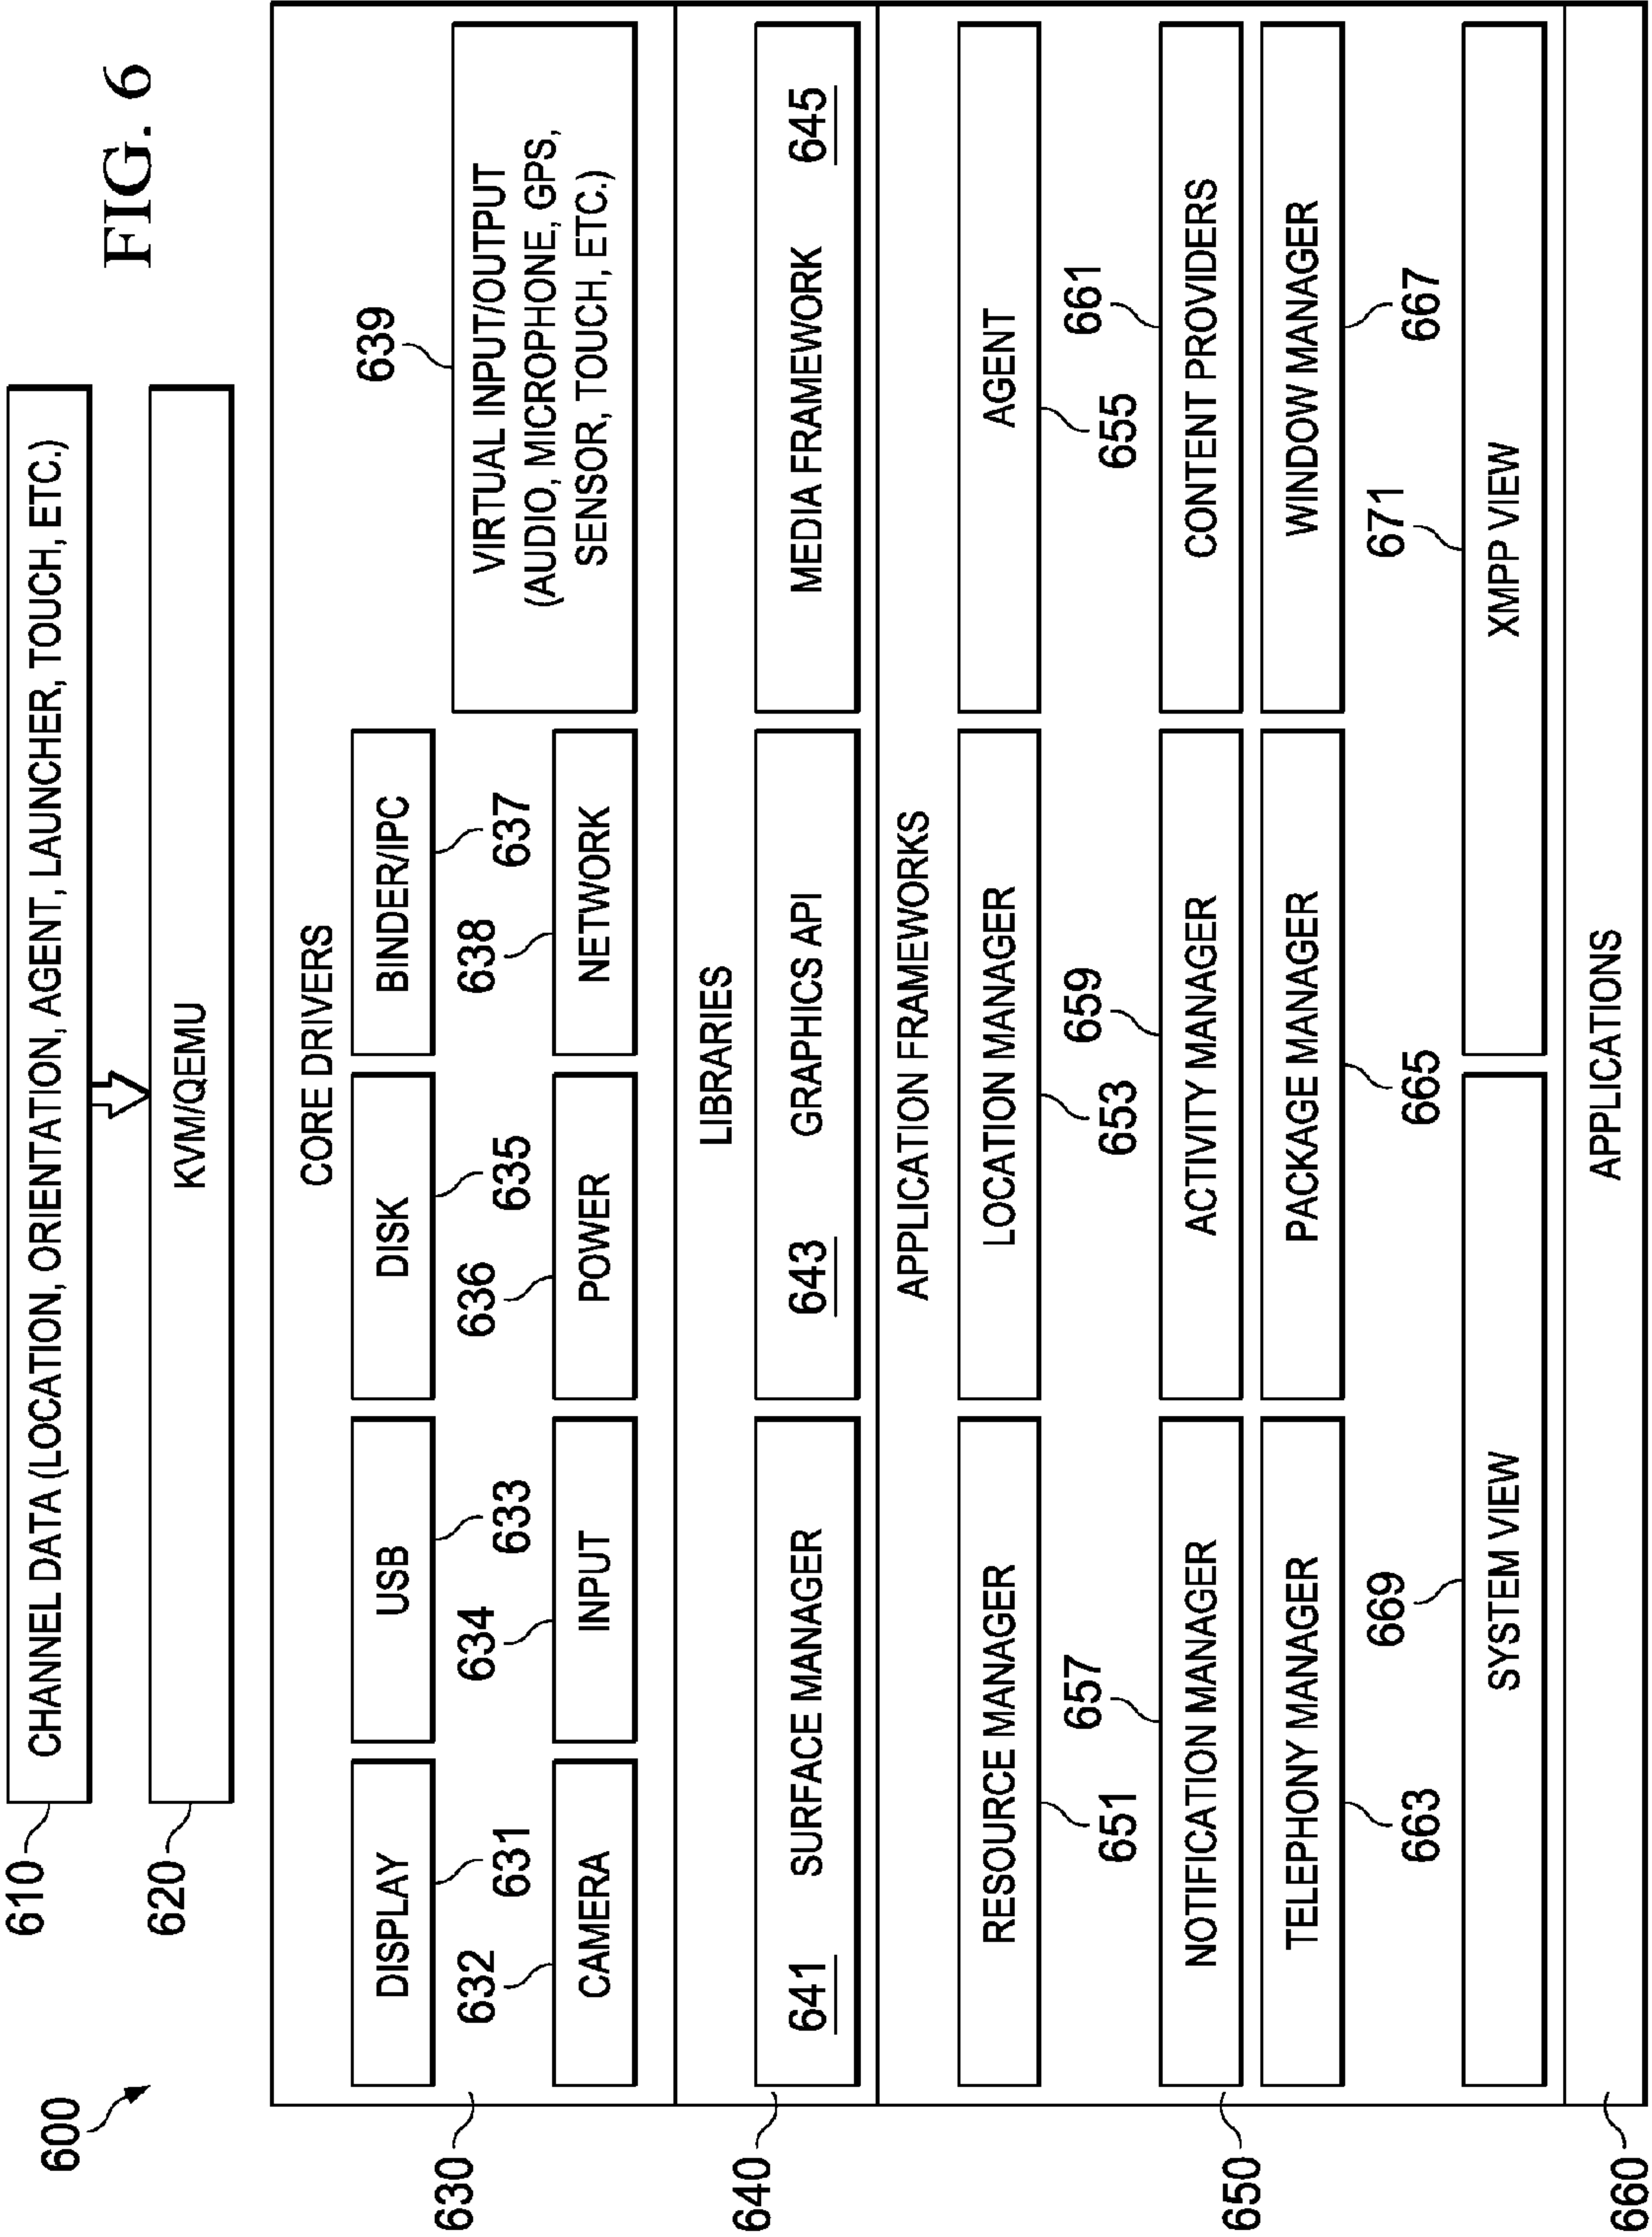 FIG. 6
600
610
CHANNEL DATA (LOCATION, ORIENTATION, AGENT, LAUNCHER, TOUCH, ETC.)
620
KVM/QEMU
630
CORE DRIVERS
639
DISPLAY
USB
DISK
BINDER/IPC
632
631
634
633
636
635
638
637
CAMERA
INPUT
POWER
NETWORK
VIRTUAL INPUT/OUTPUT
(AUDIO, MICROPHONE, GPS,
SENSOR, TOUCH, ETC.)
640
LIBRARIES
641
SURFACE MANAGER
643
GRAPHICS API
MEDIA FRAMEWORK
645
650
APPLICATION FRAMEWORKS
RESOURCE MANAGER
LOCATION MANAGER
AGENT
651
657
653
659
655
661
NOTIFICATION MANAGER
ACTIVITY MANAGER
CONTENT PROVIDERS
TELEPHONY MANAGER
PACKAGE MANAGER
WINDOW MANAGER
663
669
665
671
667
SYSTEM VIEW
XMPP VIEW
660
APPLICATIONS